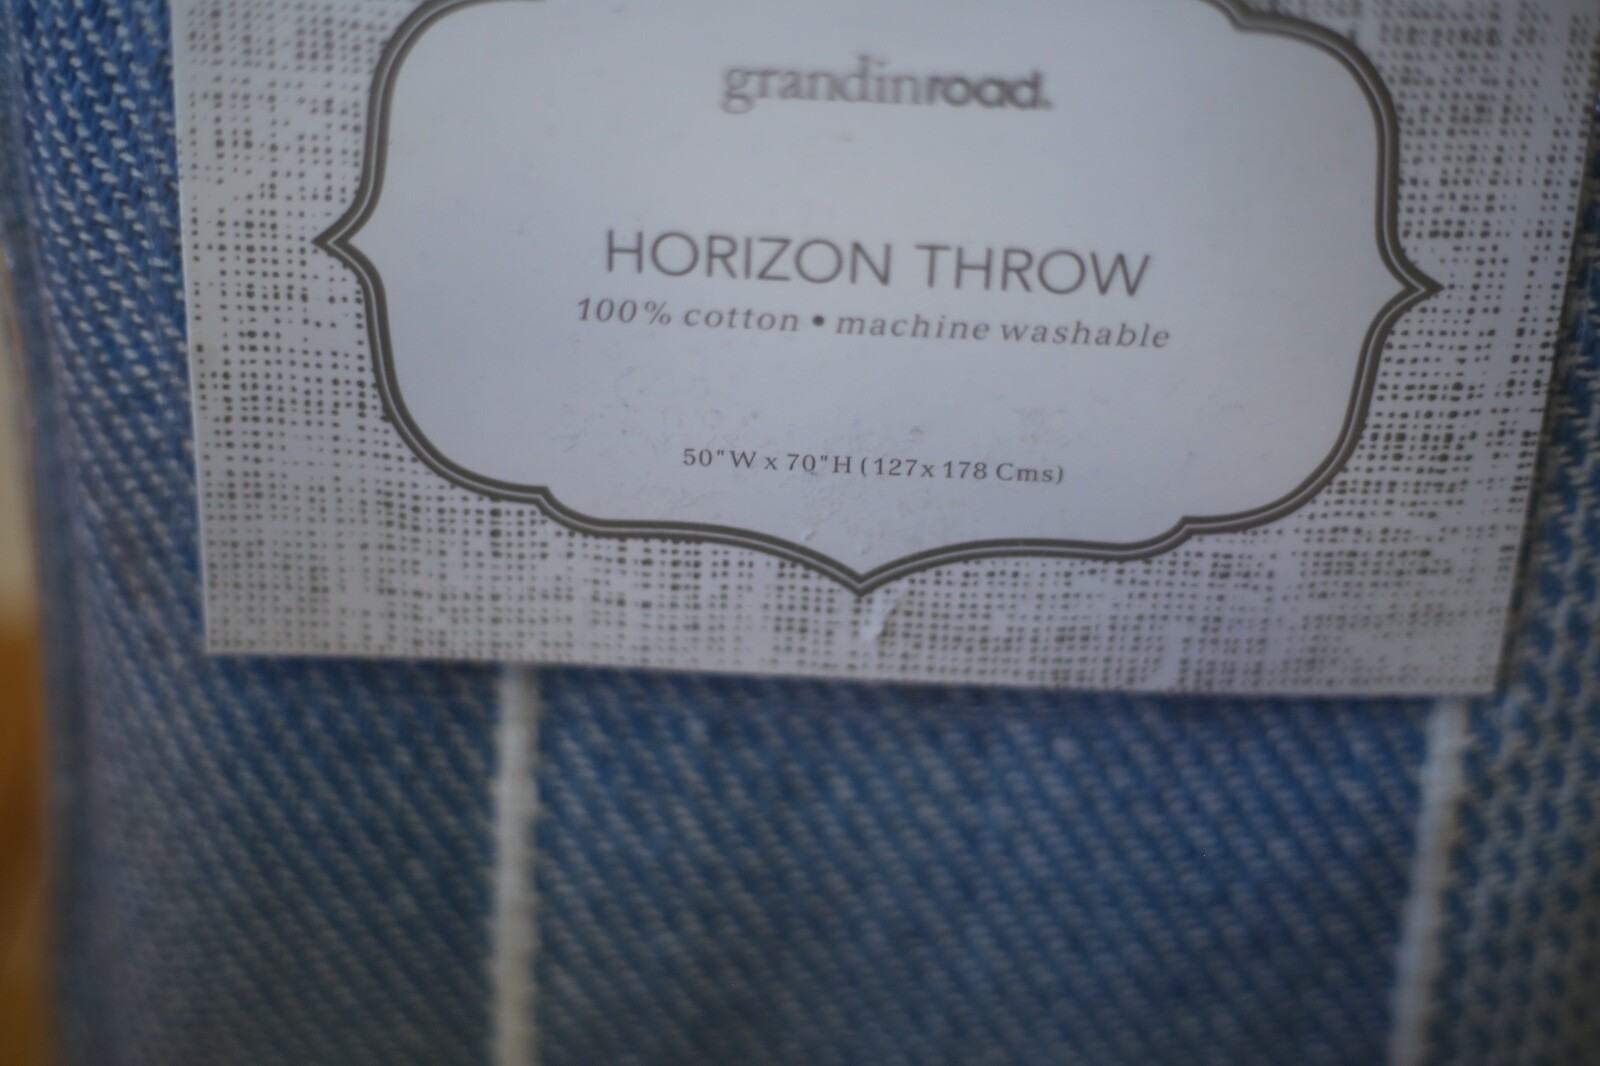 grandinroad.
HORIZON THROW
100% cotton • machine washable
50"W x 70"H (127x 178 Cms)